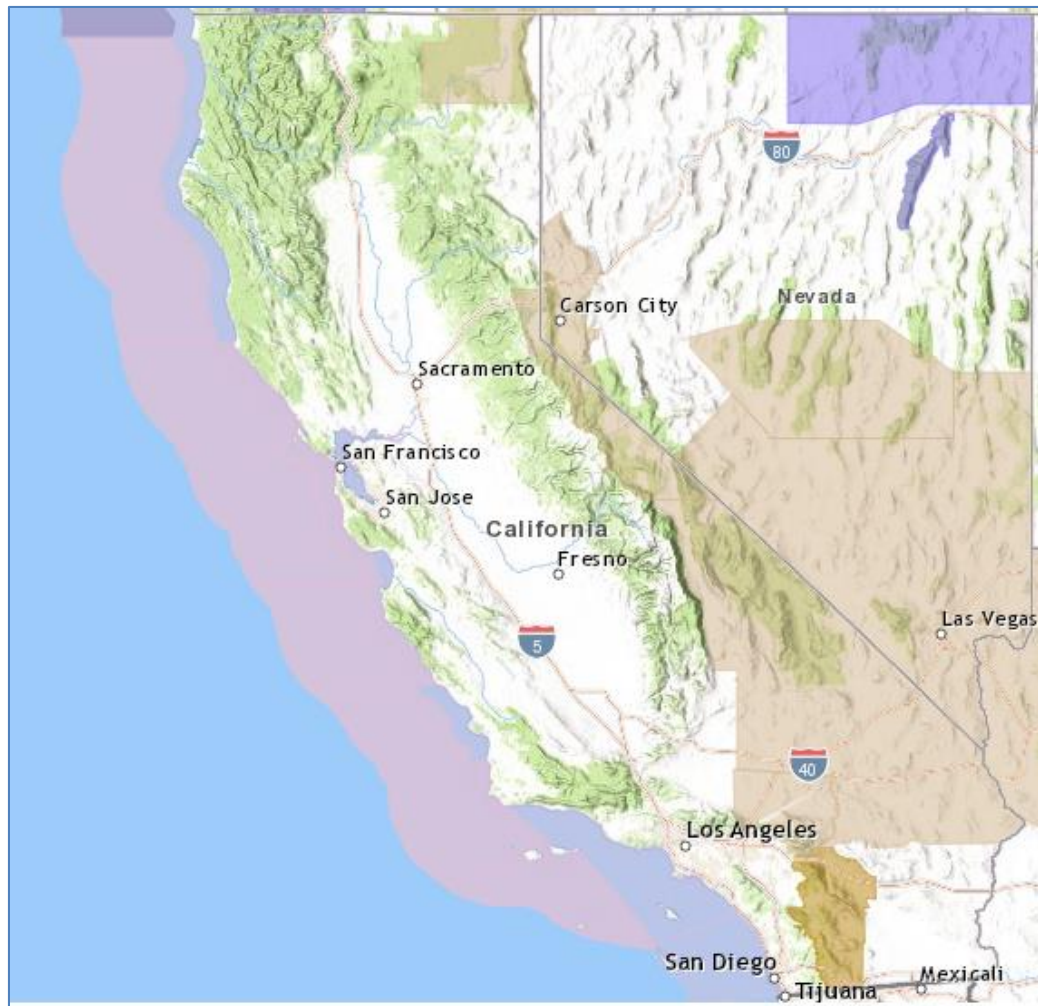 80
Nevada
Carson City
Sacramento
San Francisco
San Jose
California
Fresno
Las Vegas
5
40
Los Angeles
San Diego
Mexicali
Tijuana